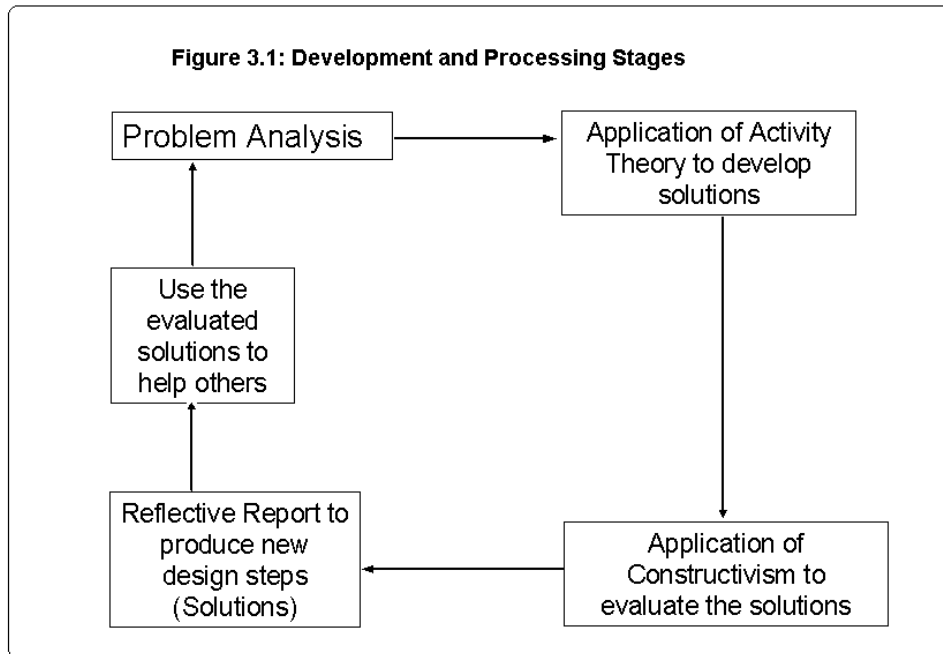 Figure 3.1: Development and Processing Stages
Problem Analysis
Application of Activity
Theory to develop
solutions
Application of
Constructivism to
evaluate the solutions
Reflective Report to
produce new
design steps
(Solutions)
Use the
evaluated
solutions to
help others